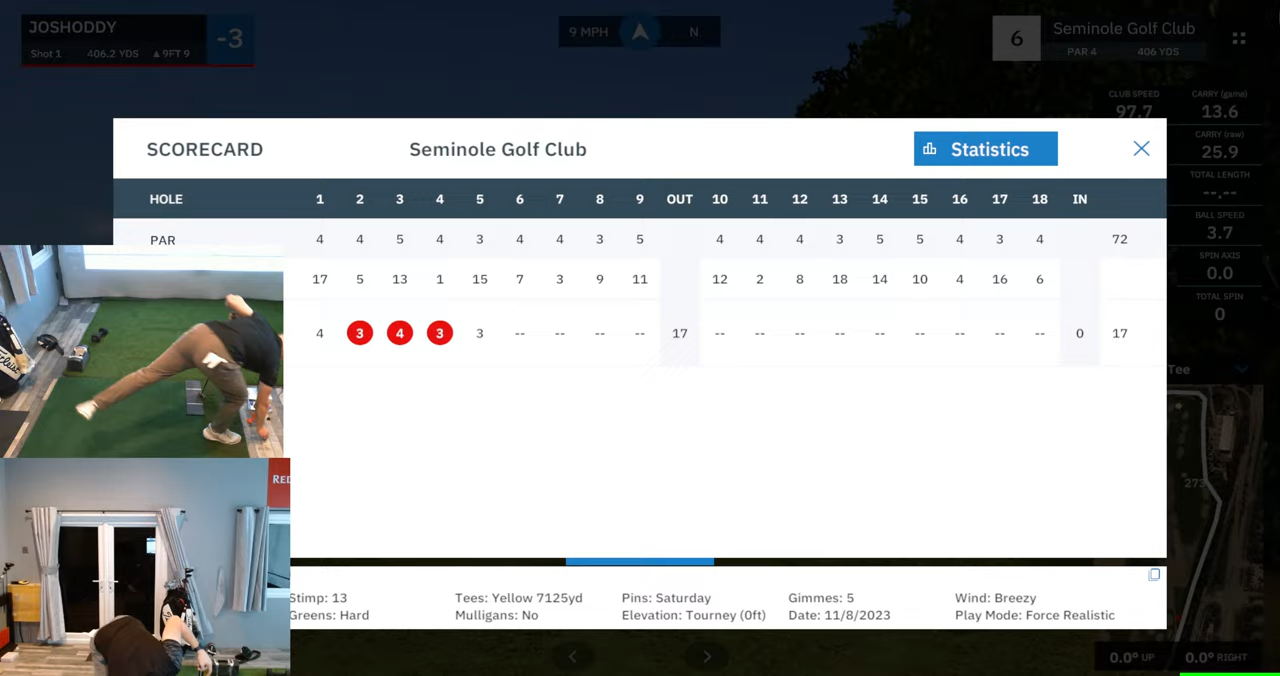 JOSHODDY
-3
Shot 1 406.2 YDS ▲9FT 9
9 MPH N
6
Seminole Golf Club
PAR 4 406 YDS
CLUB SPEED
97.7
CARRY (game)
13.6
CARRY (raw)
25.9
TOTAL LENGTH
--.--
BALL SPEED
3.7
SPIN AXIS
0.0
TOTAL SPIN
0
SCORECARD Seminole Golf Club Statistics
HOLE 1 2 3 4 5 6 7 8 9 OUT 10 11 12 13 14 15 16 17 18 IN
PAR 4 4 5 4 3 4 4 3 5 4 4 4 3 5 5 4 3 4 72
17 5 13 1 15 7 3 9 11 12 2 8 18 14 10 4 16 6
4 3 4 3 3 -- -- -- -- 17 -- -- -- -- -- -- -- -- -- 0 17
Tee
273
Titleist
RED
Stimp: 13 Tees: Yellow 7125yd Pins: Saturday Gimmes: 5 Wind: Breezy
Greens: Hard Mulligans: No Elevation: Tourney (0ft) Date: 11/8/2023 Play Mode: Force Realistic
0.0° UP 0.0° RIGHT